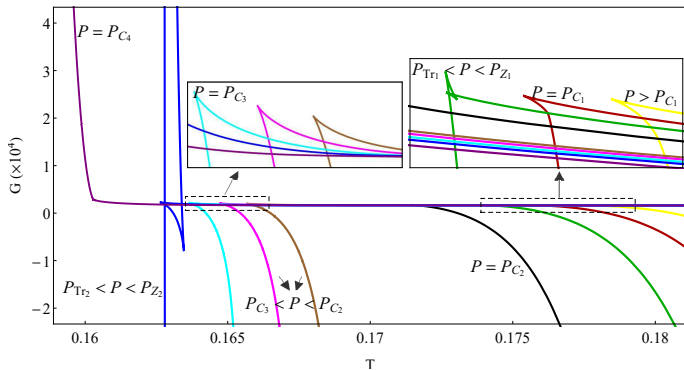 G (×10⁴)
4
3
2
1
0
-1
-2
P = P_{C_4}
P = P_{C_3}
P_{Tr_1} < P < P_{Z_1}
P = P_{C_1}
P > P_{C_1}
P_{Tr_2} < P < P_{Z_2}
P_{C_3} < P < P_{C_2}
P = P_{C_2}
0.16
0.165
0.17
0.175
0.18
T